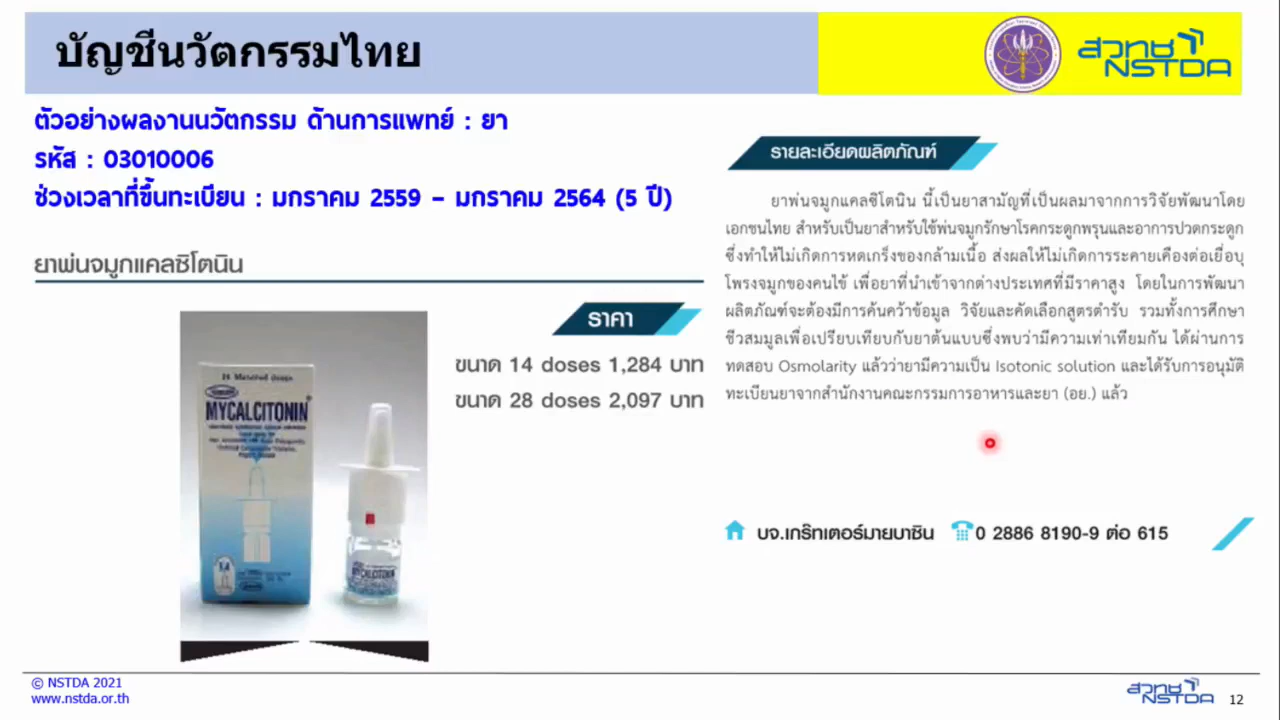 บัญชีนวัตกรรมไทย
สวทช
NSTDA
ตัวอย่างผลงานนวัตกรรม ด้านการแพทย์ : ยา
รหัส : 03010006
ช่วงเวลาที่ขึ้นทะเบียน : มกราคม 2559 – มกราคม 2564 (5 ปี)
ยาพ่นจมูกแคลซิโตนิน
ราคา
ขนาด 14 doses 1,284 บาท
ขนาด 28 doses 2,097 บาท
MYCALCITONIN
MYCALCITONIN
รายละเอียดผลิตภัณฑ์
ยาพ่นจมูกแคลซิโตนิน นี้เป็นยาสามัญที่เป็นผลมาจากการวิจัยพัฒนาโดย
เอกชนไทย สำหรับเป็นยาสำหรับใช้พ่นจมูกรักษาโรคกระดูกพรุนและอาการปวดกระดูก
ซึ่งทำให้ไม่เกิดการหดเกร็งของกล้ามเนื้อ ส่งผลให้ไม่เกิดการระคายเคืองต่อเยื่อบุ
โพรงจมูกของคนไข้ เพื่อยาที่นำเข้าจากต่างประเทศที่มีราคาสูง โดยในการพัฒนา
ผลิตภัณฑ์จะต้องมีการค้นคว้าข้อมูล วิจัยและคัดเลือกสูตรตำรับ รวมทั้งการศึกษา
ชีวสมมูลเพื่อเปรียบเทียบกับยาต้นแบบซึ่งพบว่ามีความเท่าเทียมกัน ได้ผ่านการ
ทดสอบ Osmolarity แล้วว่ายามีความเป็น Isotonic solution และได้รับการอนุมัติ
ทะเบียนยาจากสำนักงานคณะกรรมการอาหารและยา (อย.) แล้ว
บจ.เกร๊ทเตอร์มายบาซิน 0 2886 8190-9 ต่อ 615
© NSTDA 2021
www.nstda.or.th
สวทช
NSTDA
12